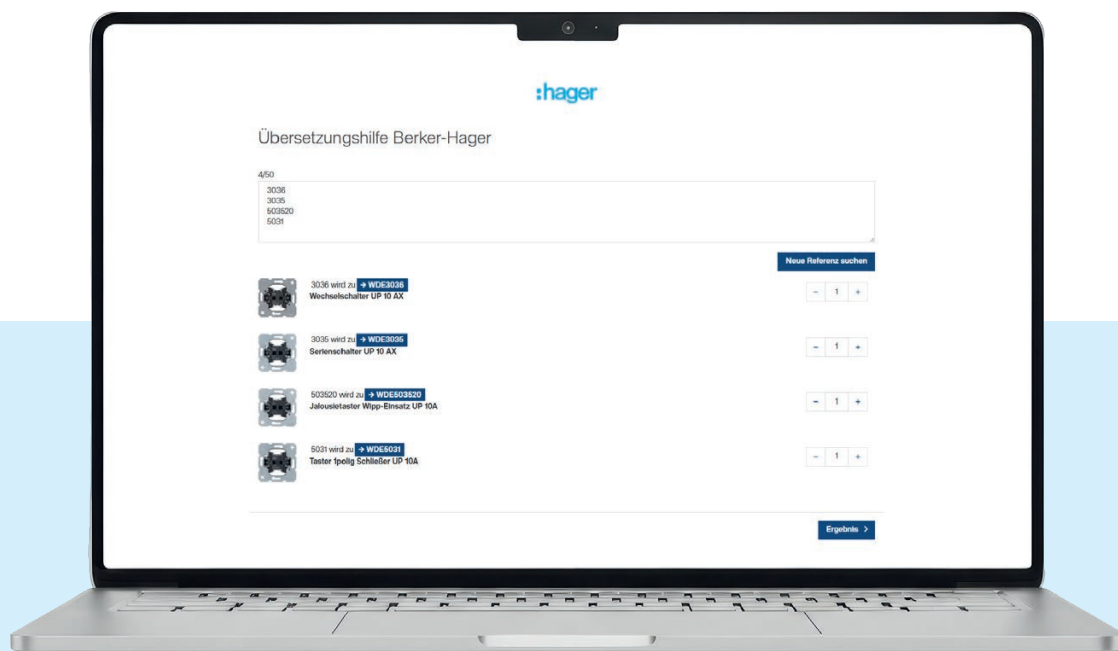 :hager
Übersetzungshilfe Berker-Hager
4/50
3036
3035
503520
5031
Neue Referenz suchen
3036 wird zu → WDE3036
Wechselschalter UP 10 AX
- 1 +
3035 wird zu → WDE3035
Serienschalter UP 10 AX
- 1 +
503520 wird zu → WDE503520
Jalousietaster Wipp-Einsatz UP 10A
- 1 +
5031 wird zu → WDE5031
Taster 1polig Schließer UP 10A
- 1 +
Ergebnis >